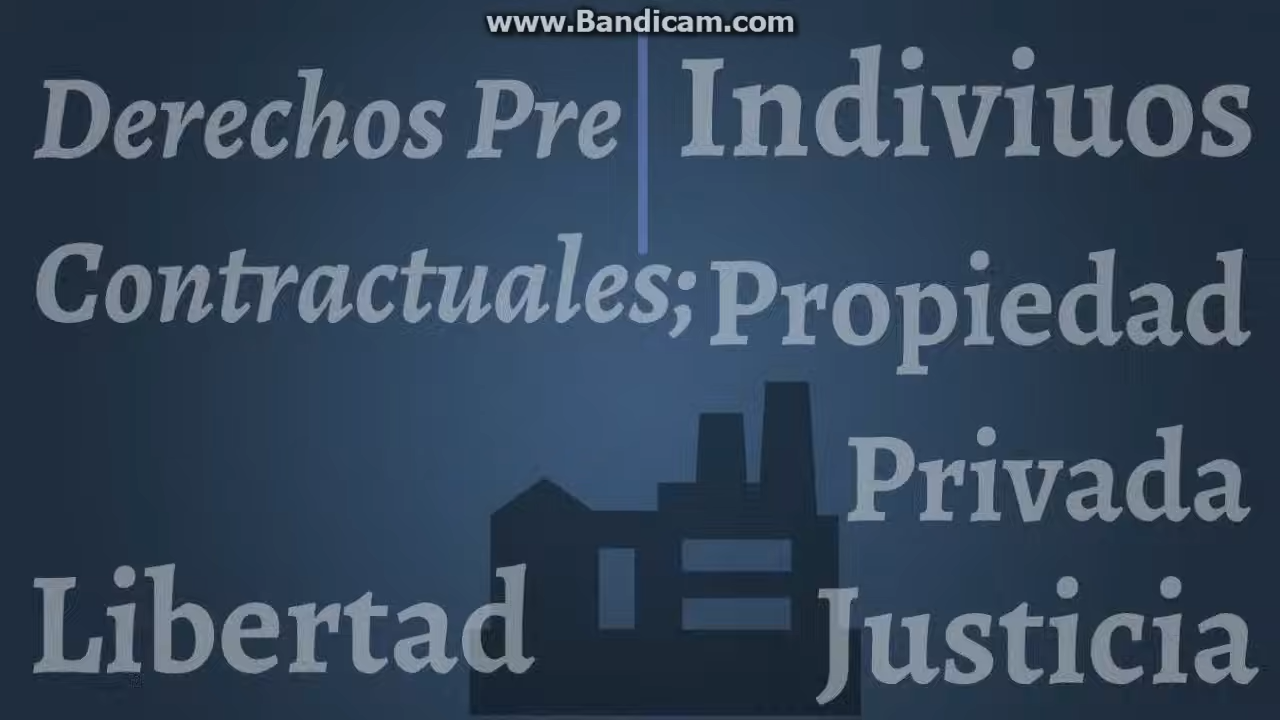 www.Bandicam.com
Derechos Pre
Contractuales;
Libertad
Indiviuos
Propiedad
Privada
Justicia